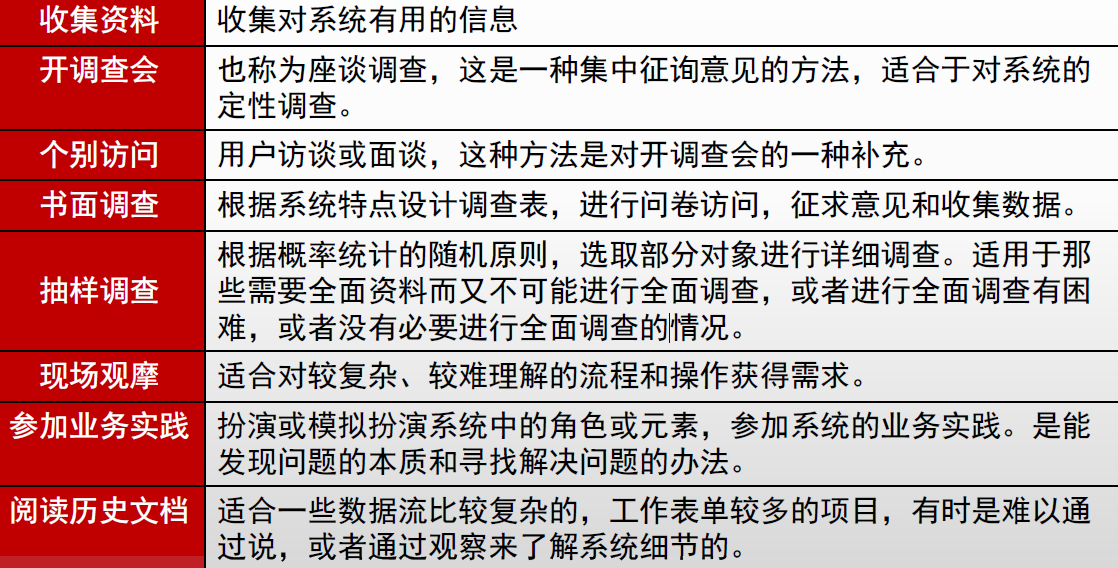 收集资料
收集对系统有用的信息
开调查会
也称为座谈调查，这是一种集中征询意见的方法，适合于对系统的
定性调查。
个别访问
用户访谈或面谈，这种方法是对开调查会的一种补充。
书面调查
根据系统特点设计调查表，进行问卷访问，征求意见和收集数据。
抽样调查
根据概率统计的随机原则，选取部分对象进行详细调查。适用于那
些需要全面资料而又不可能进行全面调查，或者进行全面调查有困
难，或者没有必要进行全面调查的情况。
现场观摩
适合对较复杂、较难理解的流程和操作获得需求。
参加业务实践
扮演或模拟扮演系统中的角色或元素，参加系统的业务实践。是能
发现问题的本质和寻找解决问题的办法。
阅读历史文档
适合一些数据流比较复杂的，工作表单较多的项目，有时是难以通
过说，或者通过观察来了解系统细节的。